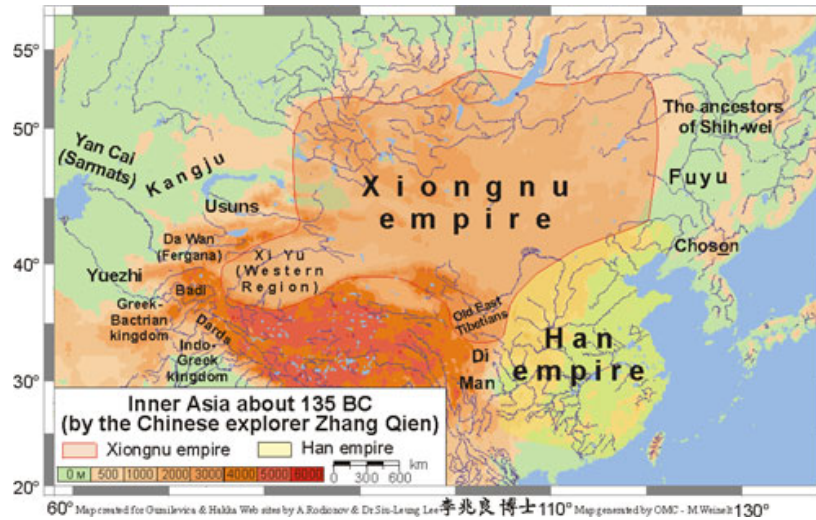 55°
50°
40°
30°
20°
The ancestors
of Shih-wei
Yan Cai
(Sarmats)
Kangju
Xiongnu
empire
Fuyu
Usuns
Da Wan
(Fergana)
Xi Yu
(Western
Region)
Choson
Yuezhi
Badi
Greek-
Bactrian
kingdom
Dards
Old East
Tibetians
Indo-
Greek
kingdom
Di
Man
Han
empire
Inner Asia about 135 BC
(by the Chinese explorer Zhang Qien)
Xiongnu empire
Han empire
0 м 500 1000 2000 3000 4000 5000 6000
0 300 600 km
60° Map created for Gumilevica & Hakka Web sites by A.Rodionov & Dr Siu-Leung Lee 李兆良博士 110° Map generated by OMC - M.Weinelt 130°